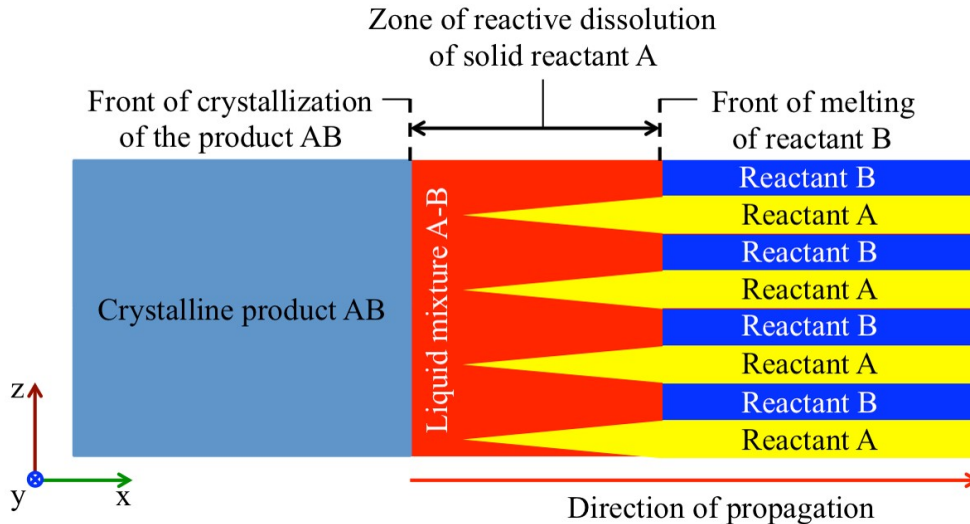 Zone of reactive dissolution
of solid reactant A
Front of crystallization
of the product AB
Front of melting
of reactant B
Reactant B
Reactant A
Reactant B
Reactant A
Reactant B
Reactant A
Reactant B
Reactant A
Liquid mixture A-B
Crystalline product AB
z
y
x
Direction of propagation